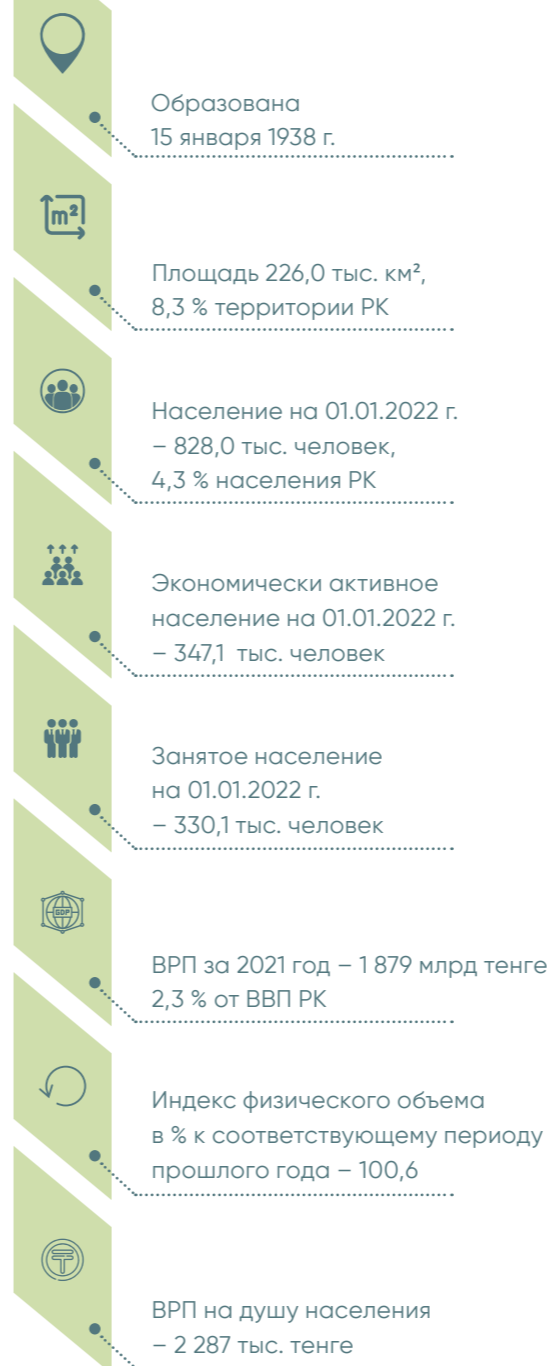 Образована
15 января 1938 г.
m²
Площадь 226,0 тыс. км²,
8,3 % территории РК
Население на 01.01.2022 г.
– 828,0 тыс. человек,
4,3 % населения РК
Экономически активное
население на 01.01.2022 г.
– 347,1 тыс. человек
Занятое население
на 01.01.2022 г.
– 330,1 тыс. человек
GDP
ВРП за 2021 год – 1 879 млрд тенге
2,3 % от ВВП РК
Индекс физического объема
в % к соответствующему периоду
прошлого года – 100,6
₸
ВРП на душу населения
– 2 287 тыс. тенге